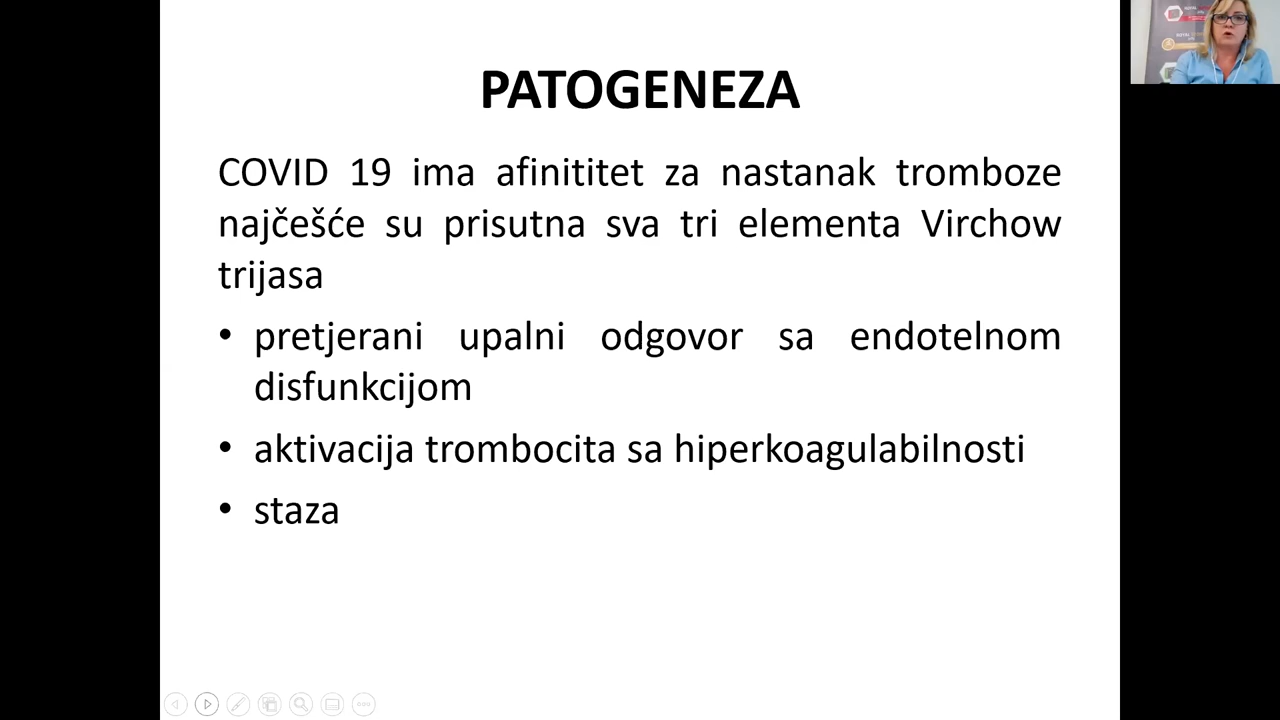 PATOGENEZA
COVID 19 ima afinititet za nastanak tromboze
najčešće su prisutna sva tri elementa Virchow
trijasa
• pretjerani upalni odgovor sa endotelnom
disfunkcijom
• aktivacija trombocita sa hiperkoagulabilnosti
• staza